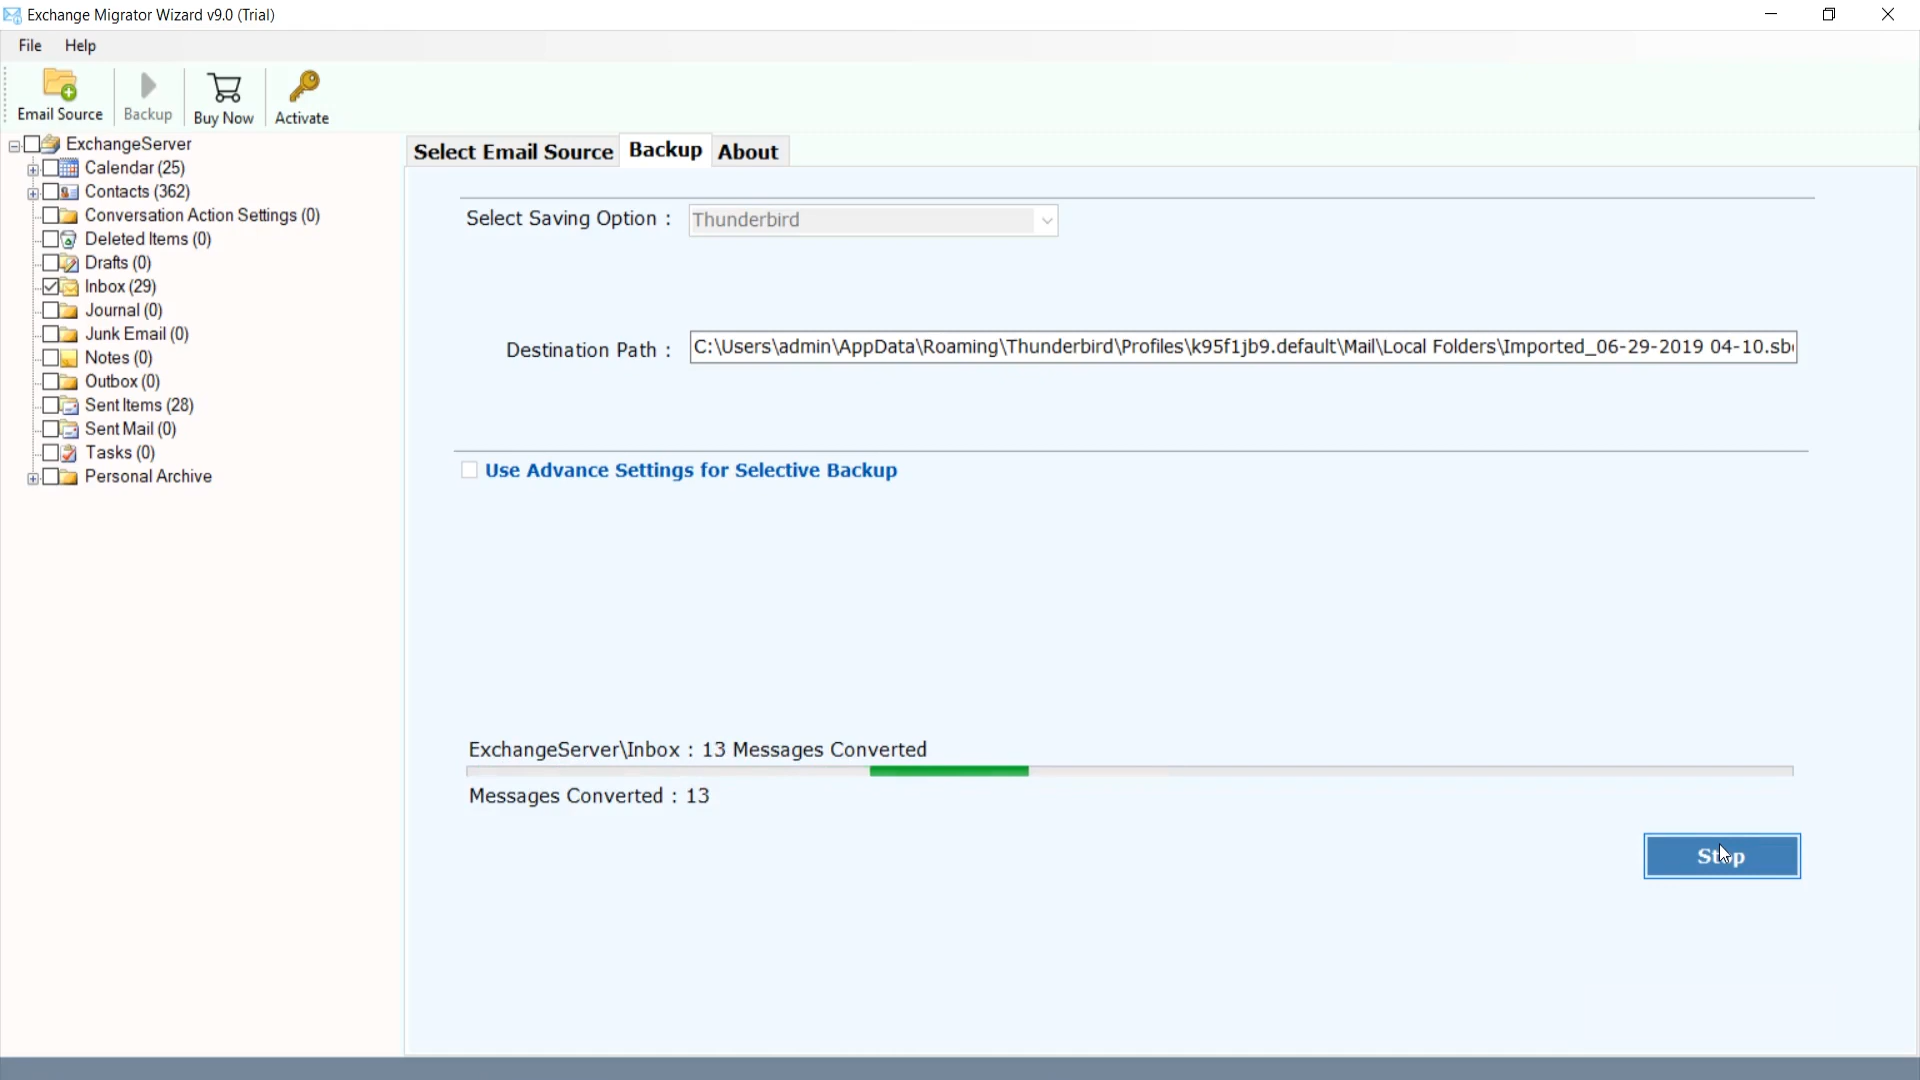 Exchange Migrator Wizard v9.0 (Trial)
File Help
Email Source Backup Buy Now Activate
ExchangeServer
Calendar (25)
Contacts (362)
Conversation Action Settings (0)
Deleted Items (0)
Drafts (0)
Inbox (29)
Journal (0)
Junk Email (0)
Notes (0)
Outbox (0)
Sent Items (28)
Sent Mail (0)
Tasks (0)
Personal Archive
Select Email Source Backup About
Select Saving Option : Thunderbird
Destination Path : C:\Users\admin\AppData\Roaming\Thunderbird\Profiles\k95f1jb9.default\Mail\Local Folders\Imported_06-29-2019 04-10.sb
Use Advance Settings for Selective Backup
ExchangeServer\Inbox : 13 Messages Converted
Messages Converted : 13
Stop